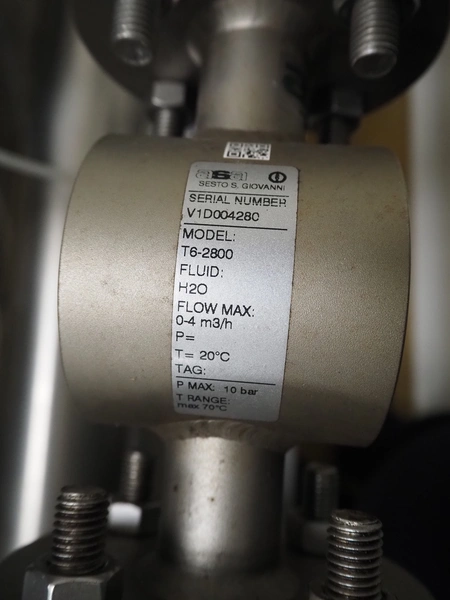 SESTO S. GIOVANNI
SERIAL NUMBER
V1D004280
MODEL:
T6-2800
FLUID:
H2O
FLOW MAX:
0-4 m3/h
P=
T= 20°C
TAG:
P MAX: 10 bar
T RANGE:
max 70°C